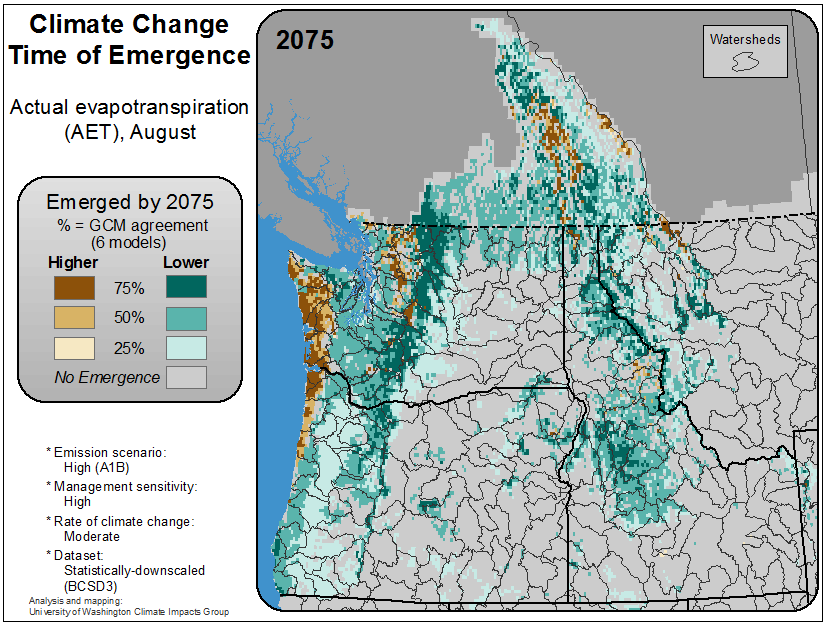 Climate Change
Time of Emergence
Actual evapotranspiration
(AET), August
Emerged by 2075
% = GCM agreement
(6 models)
Higher Lower
75%
50%
25%
No Emergence
* Emission scenario:
High (A1B)
* Management sensitivity:
High
* Rate of climate change:
Moderate
* Dataset:
Statistically-downscaled
(BCSD3)
Analysis and mapping:
University of Washington Climate Impacts Group
2075
Watersheds